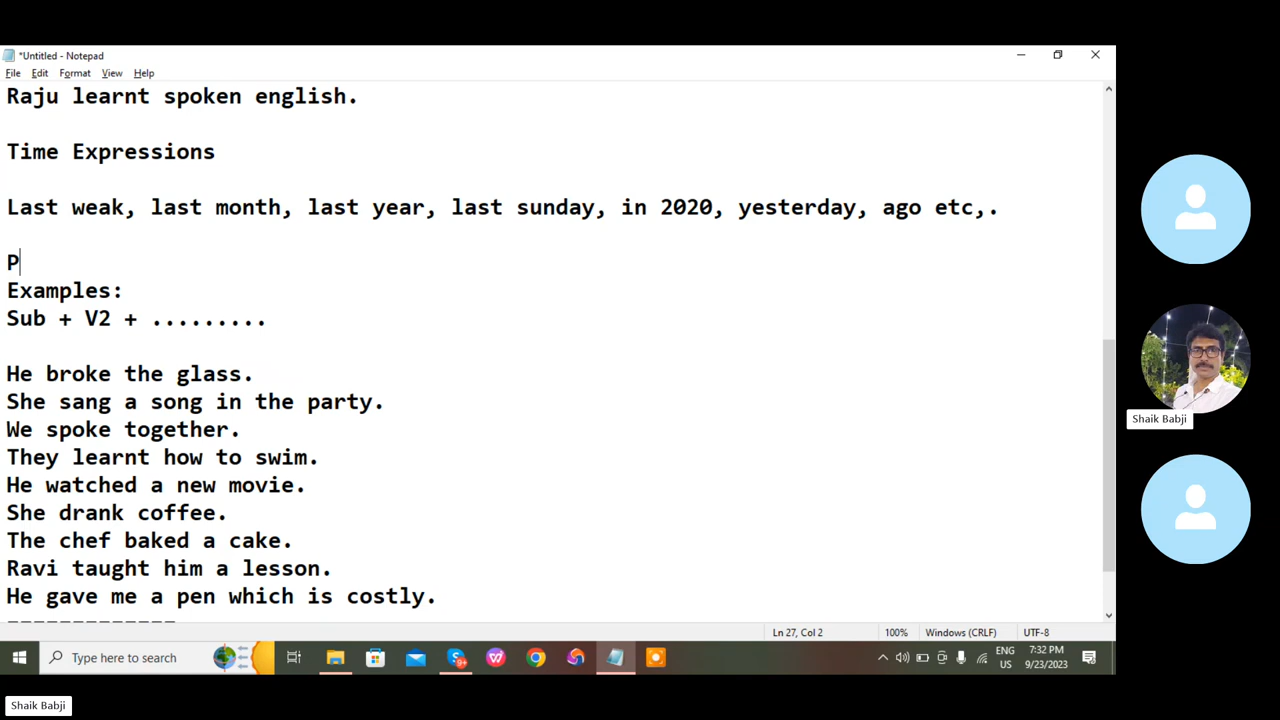 *Untitled - Notepad
File Edit Format View Help
Raju learnt spoken english.
Time Expressions
Last weak, last month, last year, last sunday, in 2020, yesterday, ago etc,.
P
Examples:
Sub + V2 + .........
He broke the glass.
She sang a song in the party.
We spoke together.
They learnt how to swim.
He watched a new movie.
She drank coffee.
The chef baked a cake.
Ravi taught him a lesson.
He gave me a pen which is costly.
-------------
Ln 27, Col 2 100% Windows (CRLF) UTF-8
Type here to search
ENG
US
7:32 PM
9/23/2023
Shaik Babji
Shaik Babji